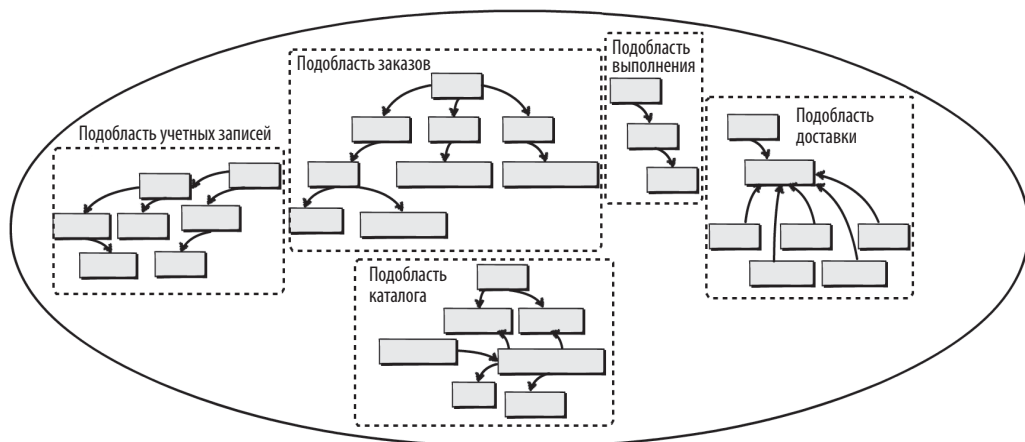 Подобласть учетных записей
Подобласть заказов
Подобласть
выполнения
Подобласть
доставки
Подобласть
каталога